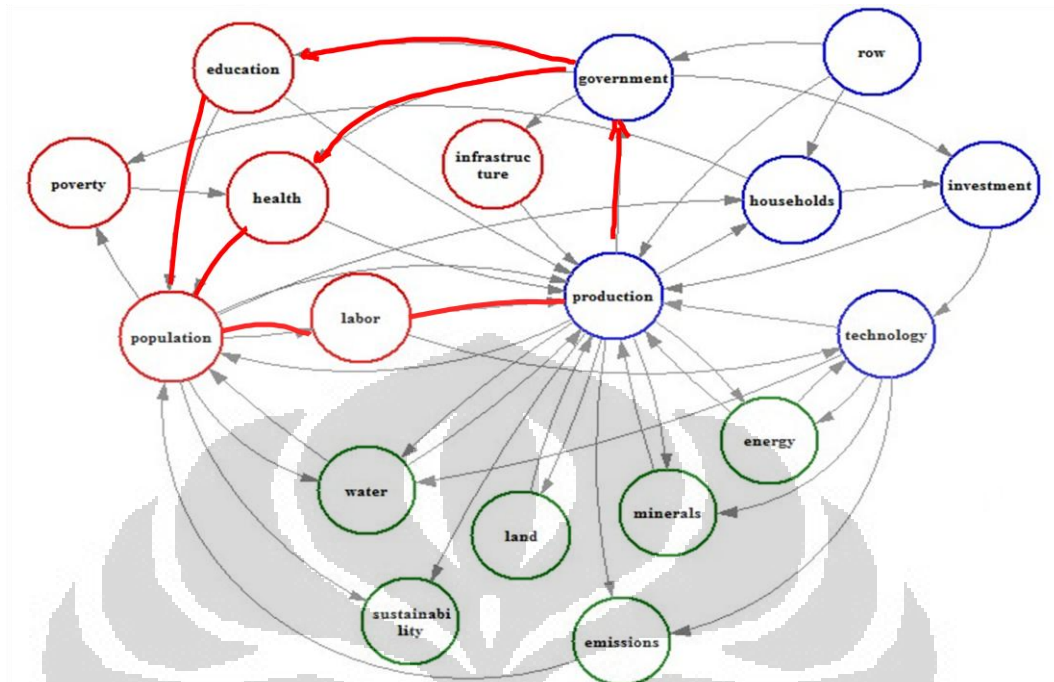 row
education
government
infrastruc
ture
poverty
health
households
investment
production
labor
population
technology
energy
water
minerals
land
sustainabi
lity
emissions